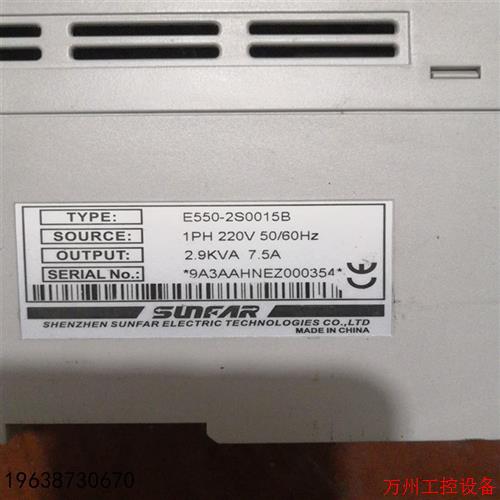 TYPE: E550-2S0015B
SOURCE: 1PH 220V 50/60Hz
OUTPUT: 2.9KVA 7.5A
SERIAL No.: *9A3AAHNEZ000354*
CE
SUNFAR
SHENZHEN SUNFAR ELECTRIC TECHNOLOGIES CO.,LTD
MADE IN CHINA
19638730670
万州工控设备